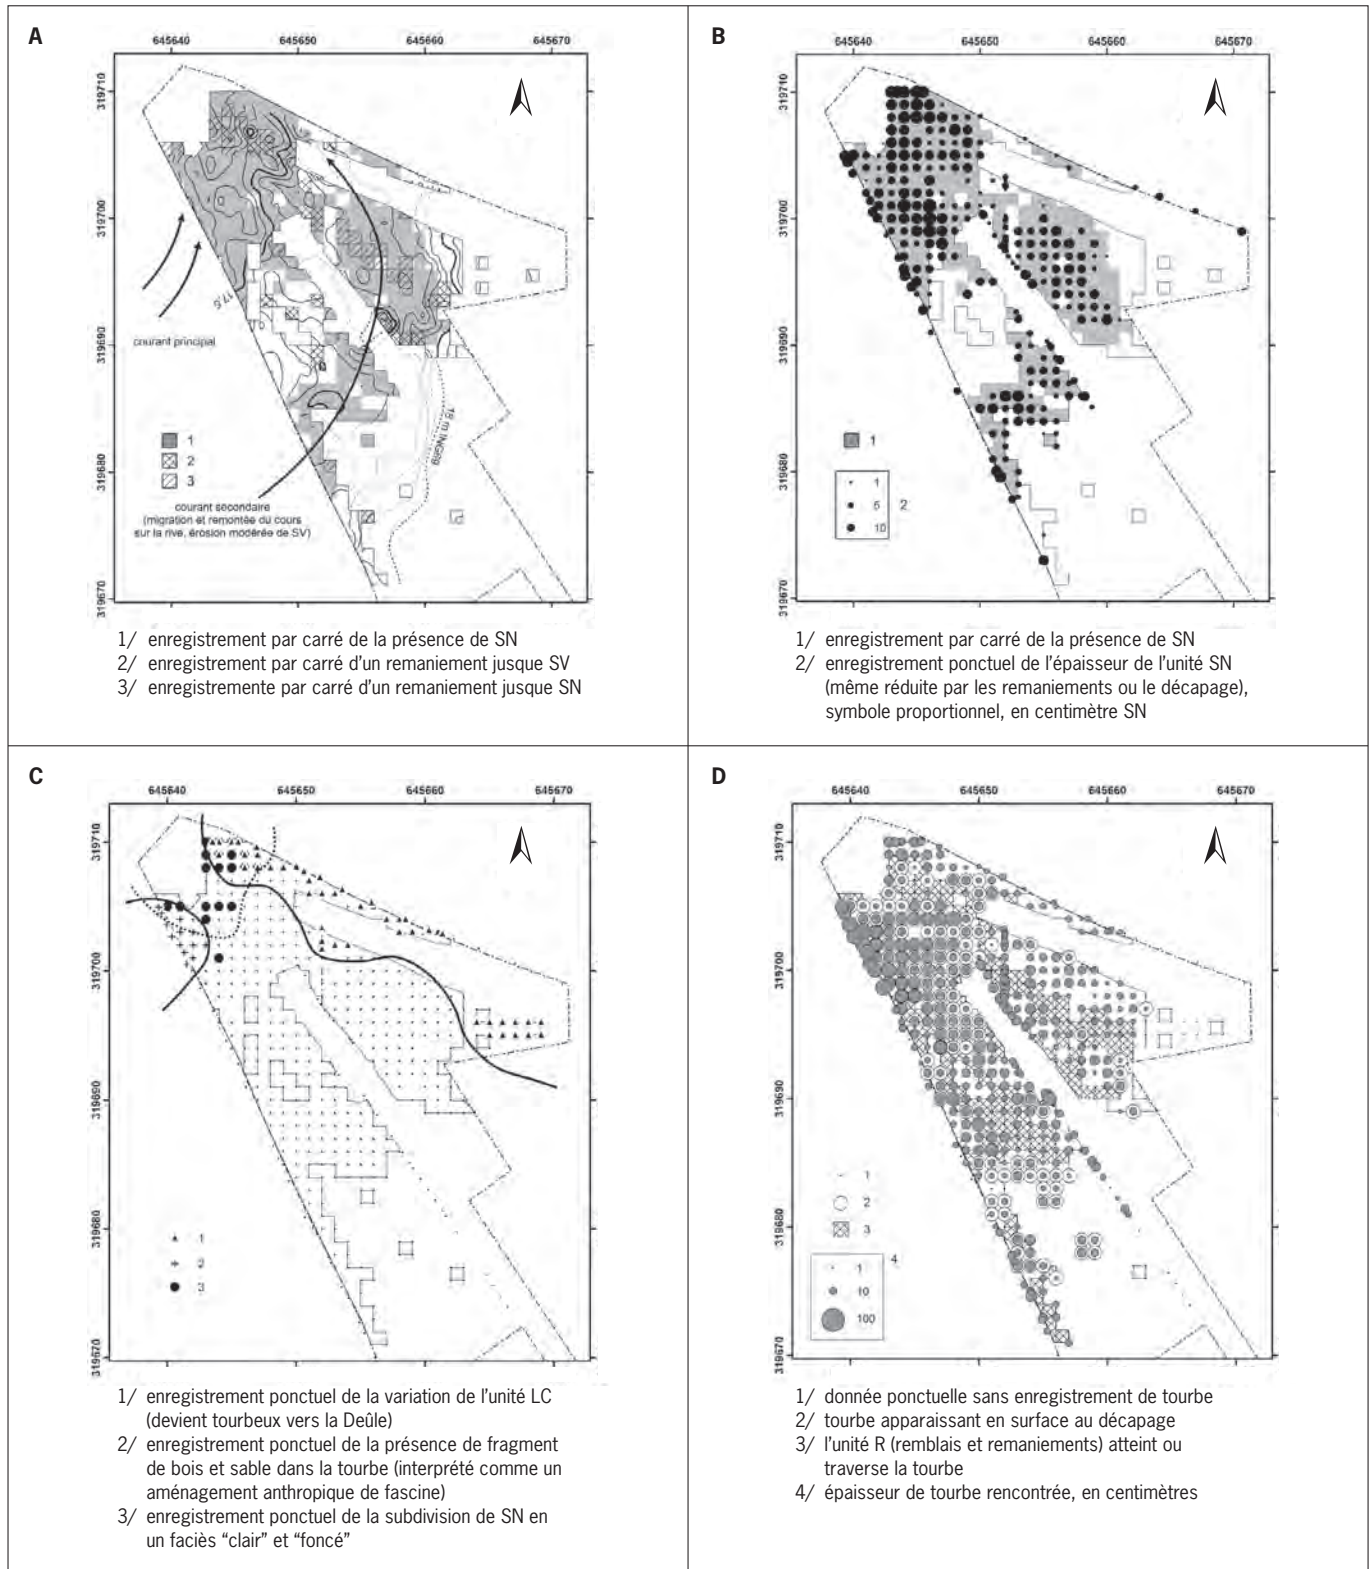 A
645640 645650 645660 645670
319710
319700
319690
319680
319670
17,5
courant principal
18 m INGf69
1
2
3
courant secondaire
(migration et remontée du cours
sur la rive, érosion modérée de SV)
1/ enregistrement par carré de la présence de SN
2/ enregistrement par carré d'un remaniement jusque SV
3/ enregistremente par carré d'un remaniement jusque SN
B
645640 645650 645660 645670
319710
319700
319690
319680
319670
1
1
5 2
10
1/ enregistrement par carré de la présence de SN
2/ enregistrement ponctuel de l'épaisseur de l'unité SN
(même réduite par les remaniements ou le décapage),
symbole proportionnel, en centimètre SN
C
645640 645650 645660 645670
319710
319700
319690
319680
319670
1
2
3
1/ enregistrement ponctuel de la variation de l'unité LC
(devient tourbeux vers la Deûle)
2/ enregistrement ponctuel de la présence de fragment
de bois et sable dans la tourbe (interprété comme un
aménagement anthropique de fascine)
3/ enregistrement ponctuel de la subdivision de SN en
un faciès "clair" et "foncé"
D
645640 645650 645660 645670
319710
319700
319690
319680
319670
1
2
3
4
1
10
100
1/ donnée ponctuelle sans enregistrement de tourbe
2/ tourbe apparaissant en surface au décapage
3/ l'unité R (remblais et remaniements) atteint ou
traverse la tourbe
4/ épaisseur de tourbe rencontrée, en centimètres